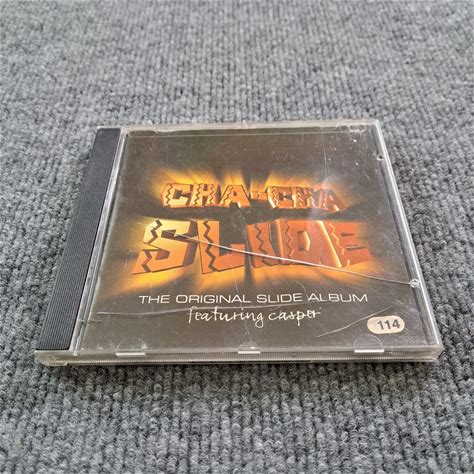 CHA-CHA
SLIDE
THE ORIGINAL SLIDE ALBUM
featuring casper
114